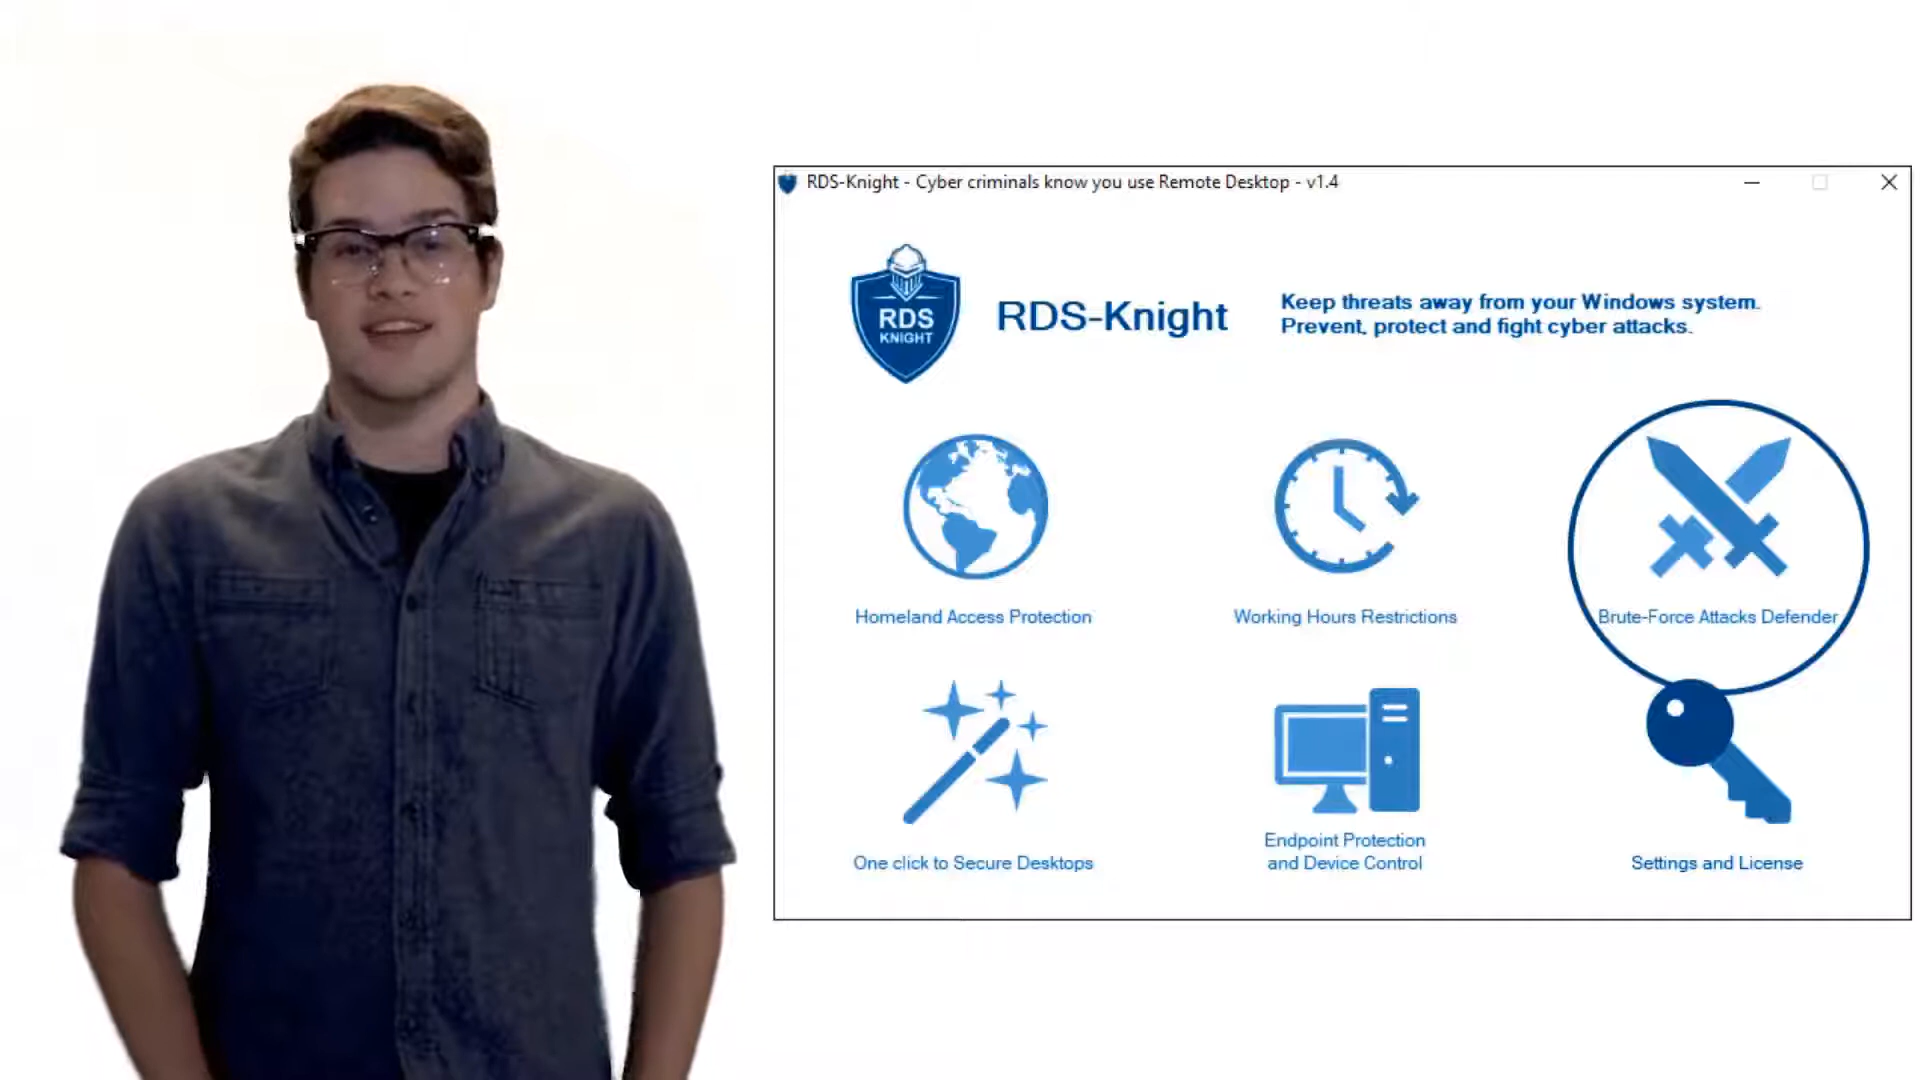 RDS-Knight - Cyber criminals know you use Remote Desktop - v1.4
RDS
KNIGHT
RDS-Knight
Keep threats away from your Windows system.
Prevent, protect and fight cyber attacks.
Homeland Access Protection
Working Hours Restrictions
Brute-Force Attacks Defender
One click to Secure Desktops
Endpoint Protection
and Device Control
Settings and License